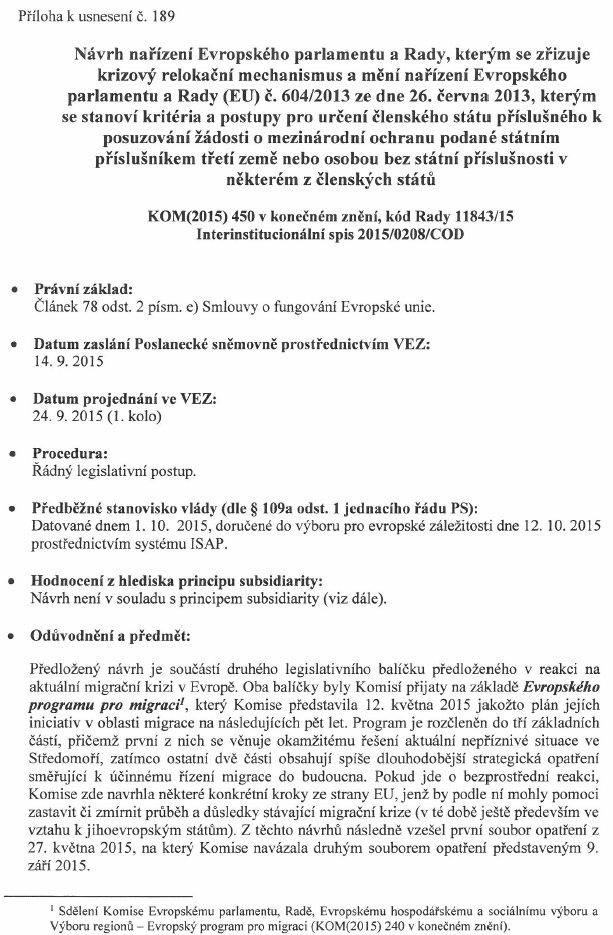 Příloha k usnesení č. 189
Návrh nařízení Evropského parlamentu a Rady, kterým se zřizuje
krizový relokační mechanismus a mění nařízení Evropského
parlamentu a Rady (EU) č. 604/2013 ze dne 26. června 2013, kterým
se stanoví kritéria a postupy pro určení členského státu příslušného k
posuzování žádosti o mezinárodní ochranu podané státním
příslušníkem třetí země nebo osobou bez státní příslušnosti v
některém z členských států
KOM(2015) 450 v konečném znění, kód Rady 11843/15
Interinstitucionální spis 2015/0208/COD
• Právní základ:
Článek 78 odst. 2 písm. e) Smlouvy o fungování Evropské unie.
• Datum zaslání Poslanecké sněmovně prostřednictvím VEZ:
14. 9. 2015
• Datum projednání ve VEZ:
24. 9. 2015 (1. kolo)
• Procedura:
Řádný legislativní postup.
• Předběžné stanovisko vlády (dle § 109a odst. 1 jednacího řádu PS):
Datované dnem 1. 10. 2015, doručené do výboru pro evropské záležitosti dne 12. 10. 2015
prostřednictvím systému ISAP.
• Hodnocení z hlediska principu subsidiarity:
Návrh není v souladu s principem subsidiarity (viz dále).
• Odůvodnění a předmět:
Předložený návrh je součástí druhého legislativního balíčku předloženého v reakci na
aktuální migrační krizi v Evropě. Oba balíčky byly Komisí přijaty na základě Evropského
programu pro migraci¹, který Komise představila 12. května 2015 jakožto plán jejích
iniciativ v oblasti migrace na následujících pět let. Program je rozčleněn do tří základních
částí, přičemž první z nich se věnuje okamžitému řešení aktuální nepříznivé situace ve
Středomoří, zatímco ostatní dvě části obsahují spíše dlouhodobější strategická opatření
směřující k účinnému řízení migrace do budoucna. Pokud jde o bezprostřední reakci,
Komise zde navrhla některé konkrétní kroky ze strany EU, jenž by podle ní mohly pomoci
zastavit či zmírnit průběh a důsledky stávající migrační krize (v té době ještě především ve
vztahu k jihoevropským státům). Z těchto návrhů následně vzešel první soubor opatření z
27. května 2015, na který Komise navázala druhým souborem opatření představeným 9.
září 2015.
¹ Sdělení Komise Evropskému parlamentu, Radě, Evropskému hospodářskému a sociálnímu výboru a
Výboru regionů – Evropský program pro migraci (KOM(2015) 240 v konečném znění).